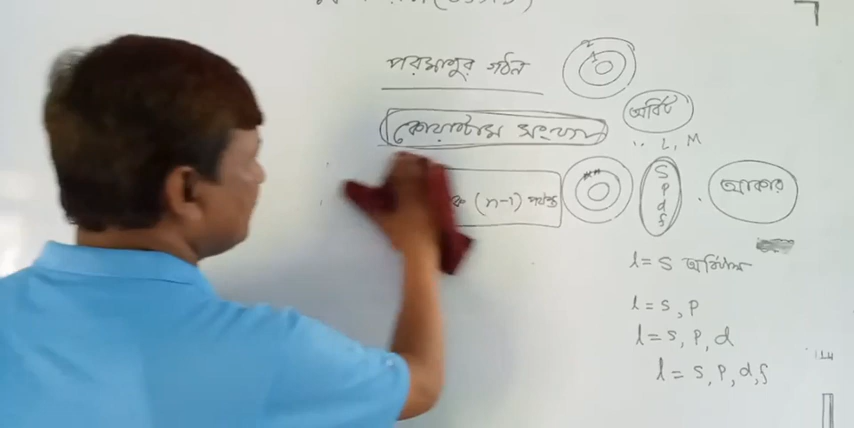 পরমাণুর গঠন
কোয়ান্টাম সংখ্যা
অর্বিট
L, M
ক (n-1) পর্যন্ত
s
p
d
f
আকার
l = s অরবিটাল
l = s, p
l = s, p, d
l = s, p, d, f